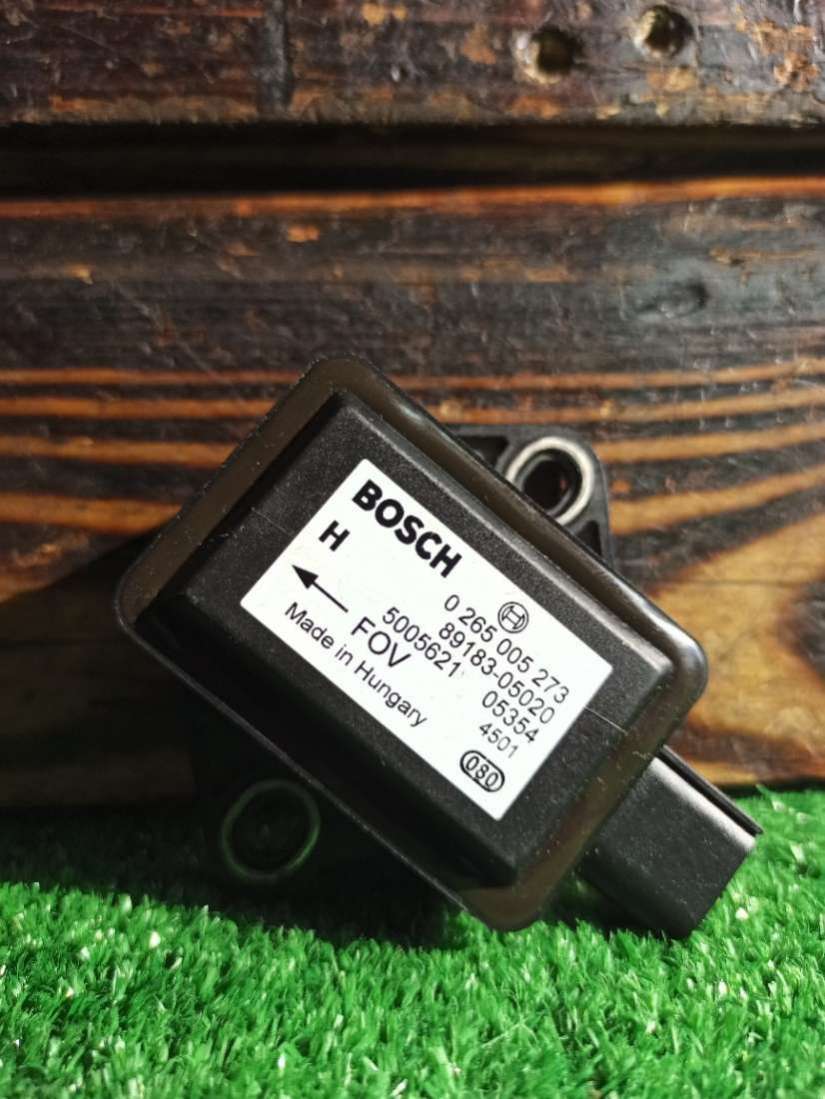 BOSCH
H
0 265 005 273
89183-05020
5005621 05354
FOV 4501
Made in Hungary
080